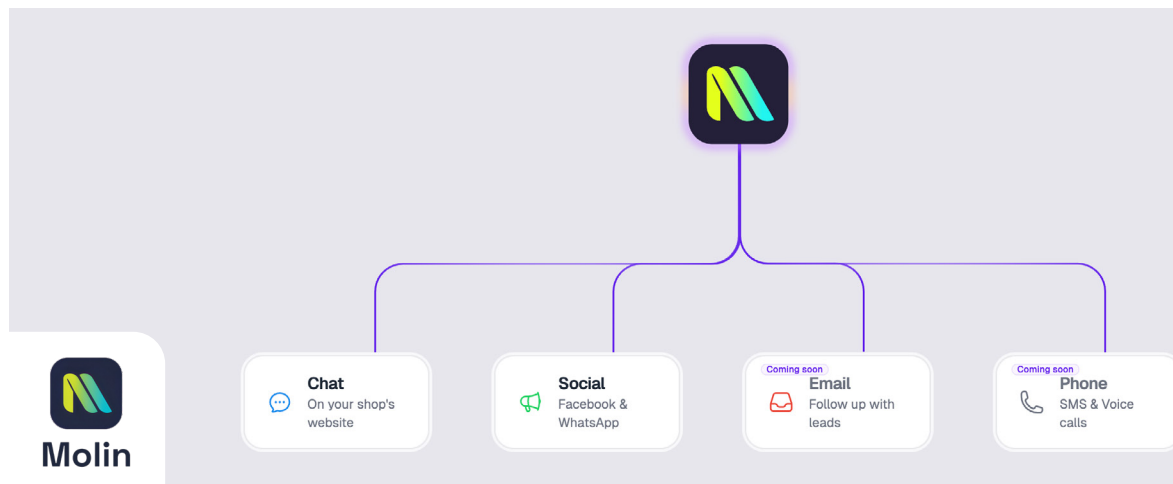 Chat
On your shop's
website
Social
Facebook &
WhatsApp
Coming soon
Email
Follow up with
leads
Coming soon
Phone
SMS & Voice
calls
Molin